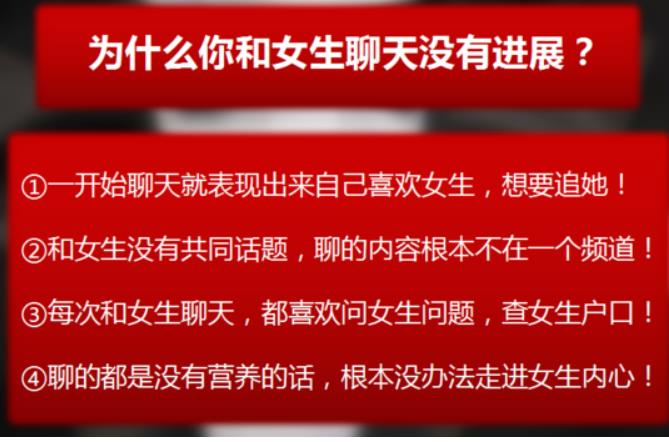 为什么你和女生聊天没有进展？
①一开始聊天就表现出来自己喜欢女生，想要追她！
②和女生没有共同话题，聊的内容根本不在一个频道！
③每次和女生聊天，都喜欢问女生问题，查女生户口！
④聊的都是没有营养的话，根本没办法走进女生内心！